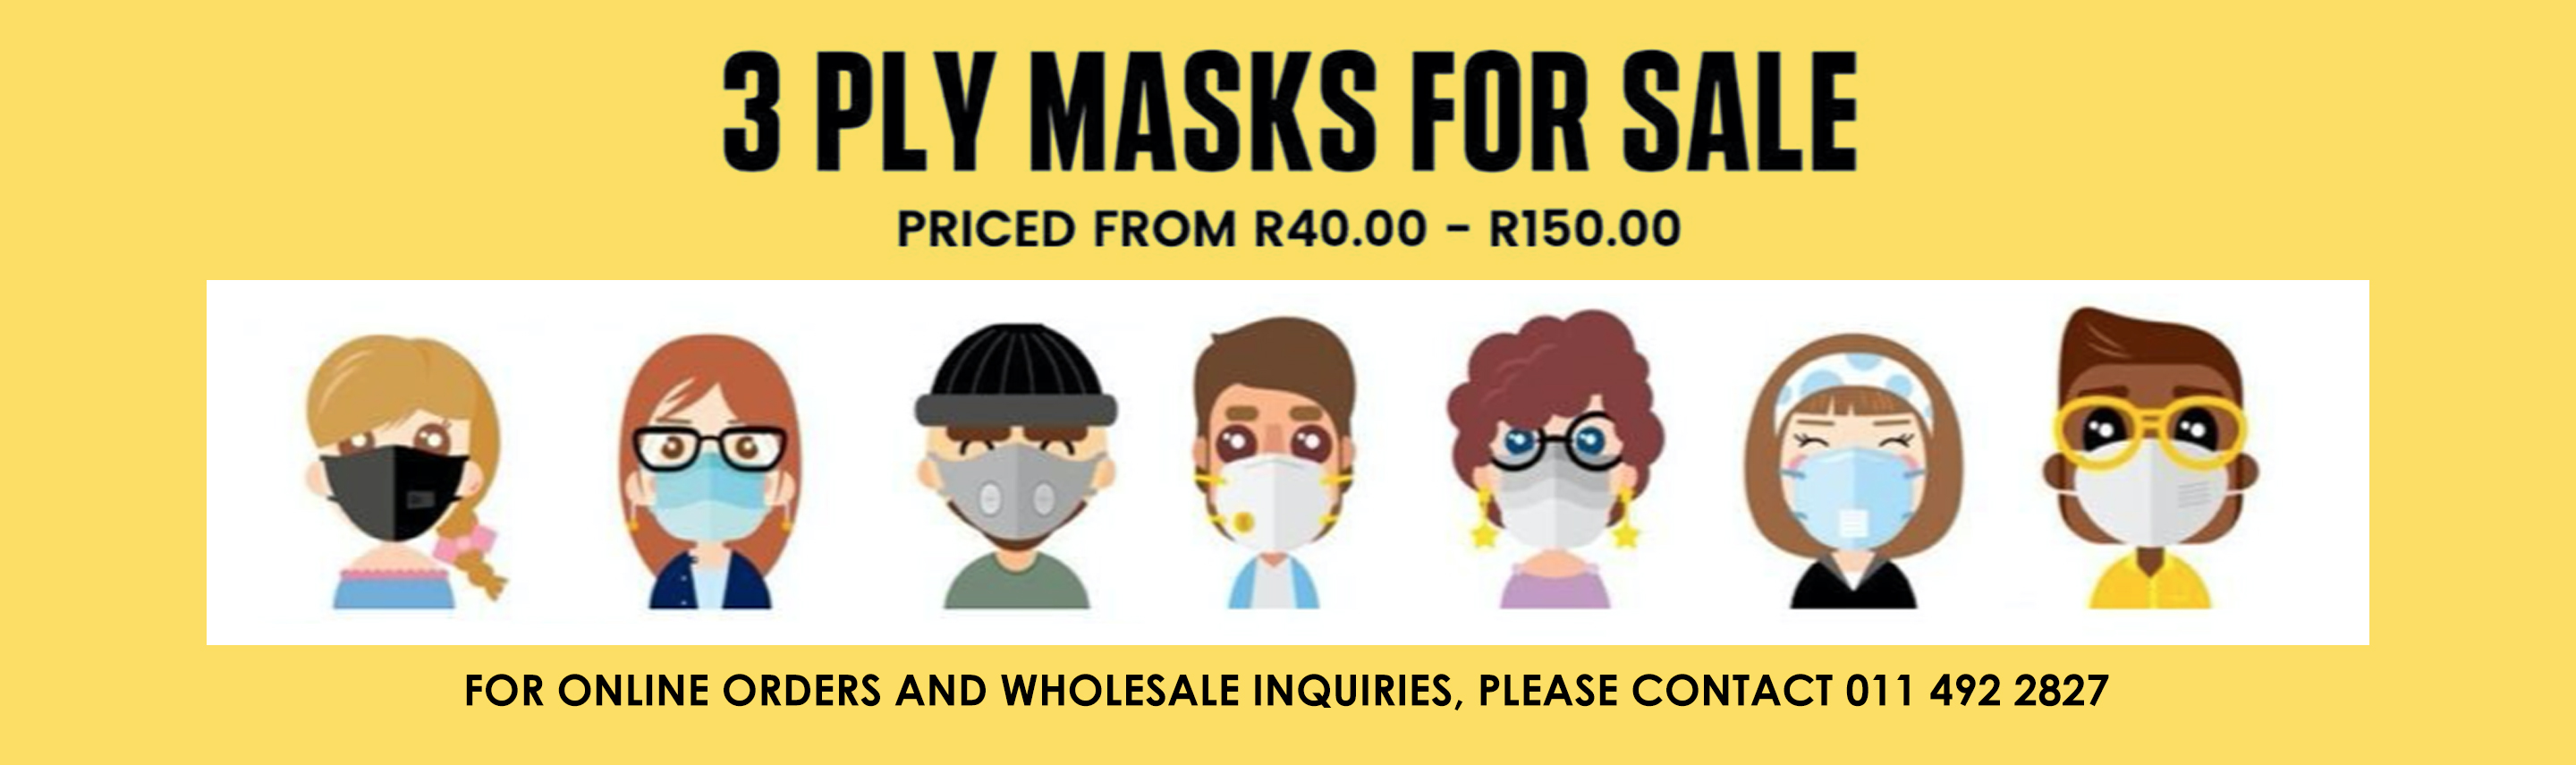 3 PLY MASKS FOR SALE
PRICED FROM R40.00 - R150.00
FOR ONLINE ORDERS AND WHOLESALE INQUIRIES, PLEASE CONTACT 011 492 2827